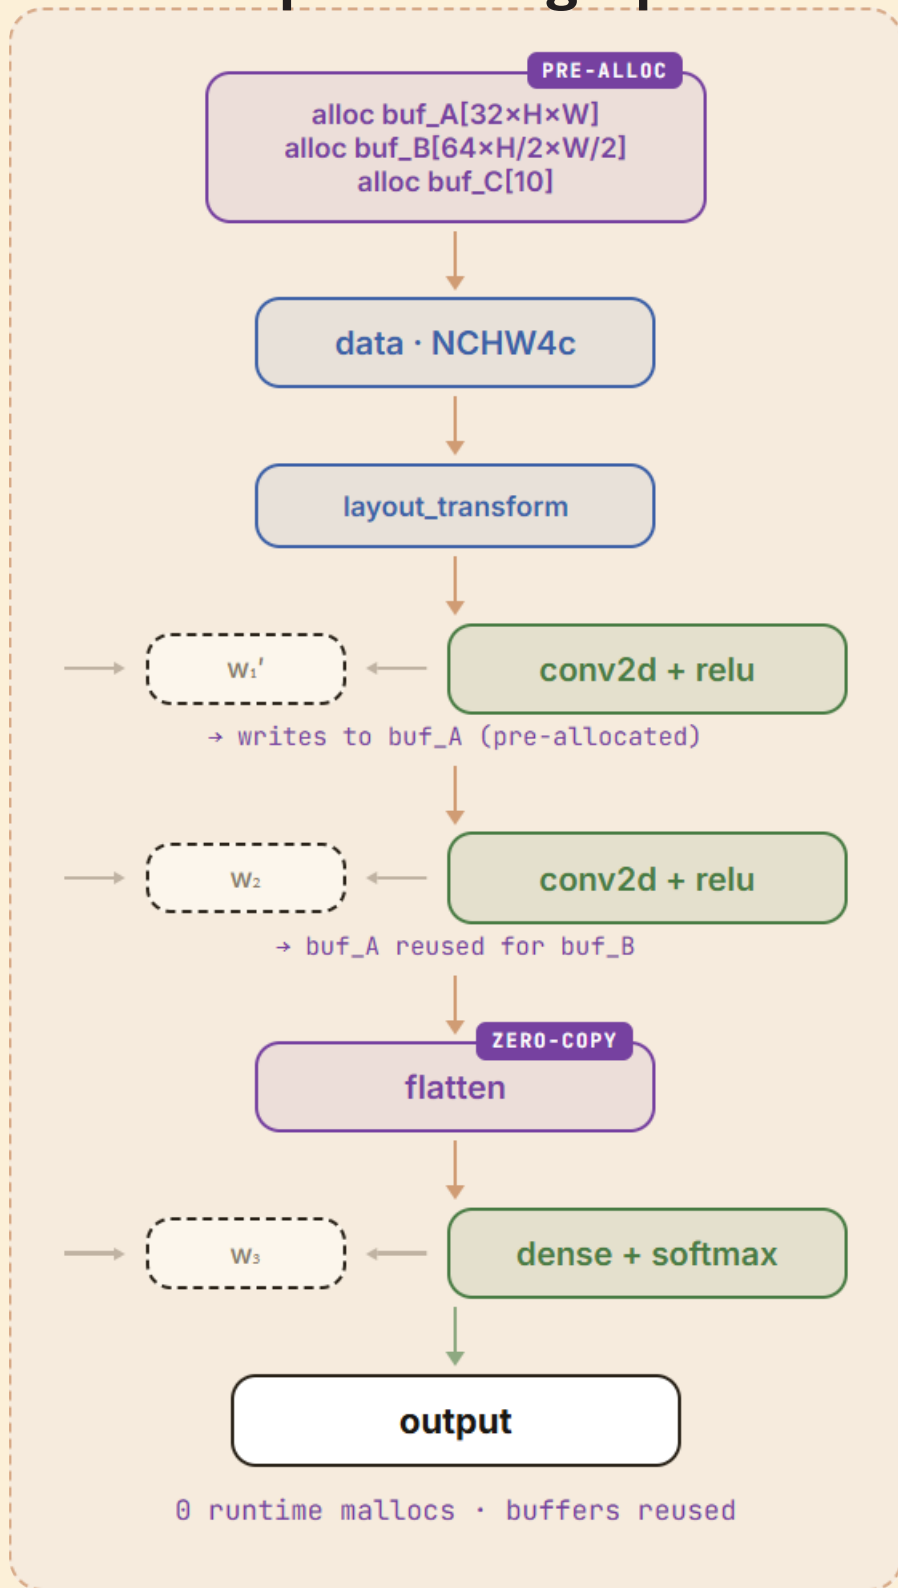 PRE-ALLOC
alloc buf_A[32×H×W]
alloc buf_B[64×H/2×W/2]
alloc buf_C[10]
data · NCHW4c
layout_transform
w₁′
conv2d + relu
→ writes to buf_A (pre-allocated)
w₂
conv2d + relu
→ buf_A reused for buf_B
ZERO-COPY
flatten
w₃
dense + softmax
output
0 runtime mallocs · buffers reused